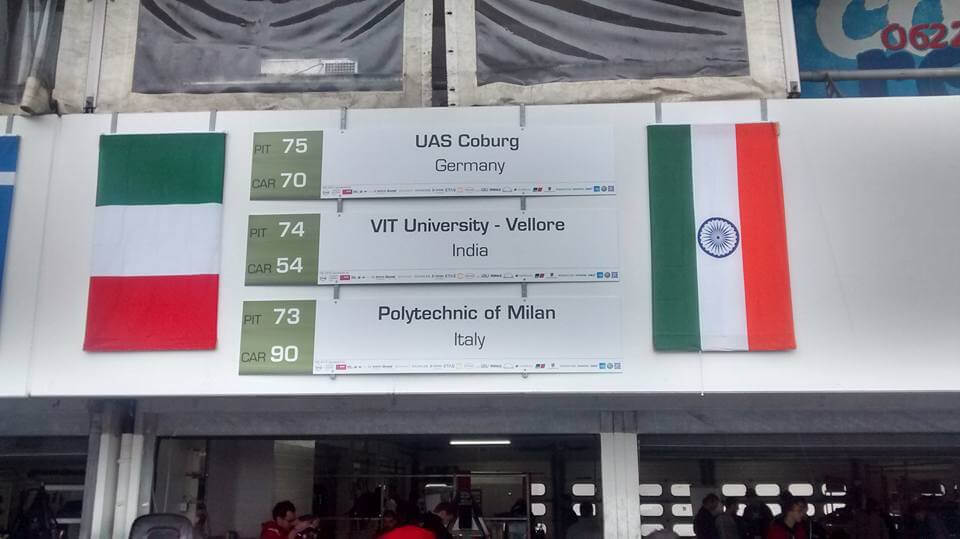 0622
PIT 75
CAR 70
UAS Coburg
Germany
PIT 74
CAR 54
VIT University - Vellore
India
PIT 73
CAR 90
Polytechnic of Milan
Italy